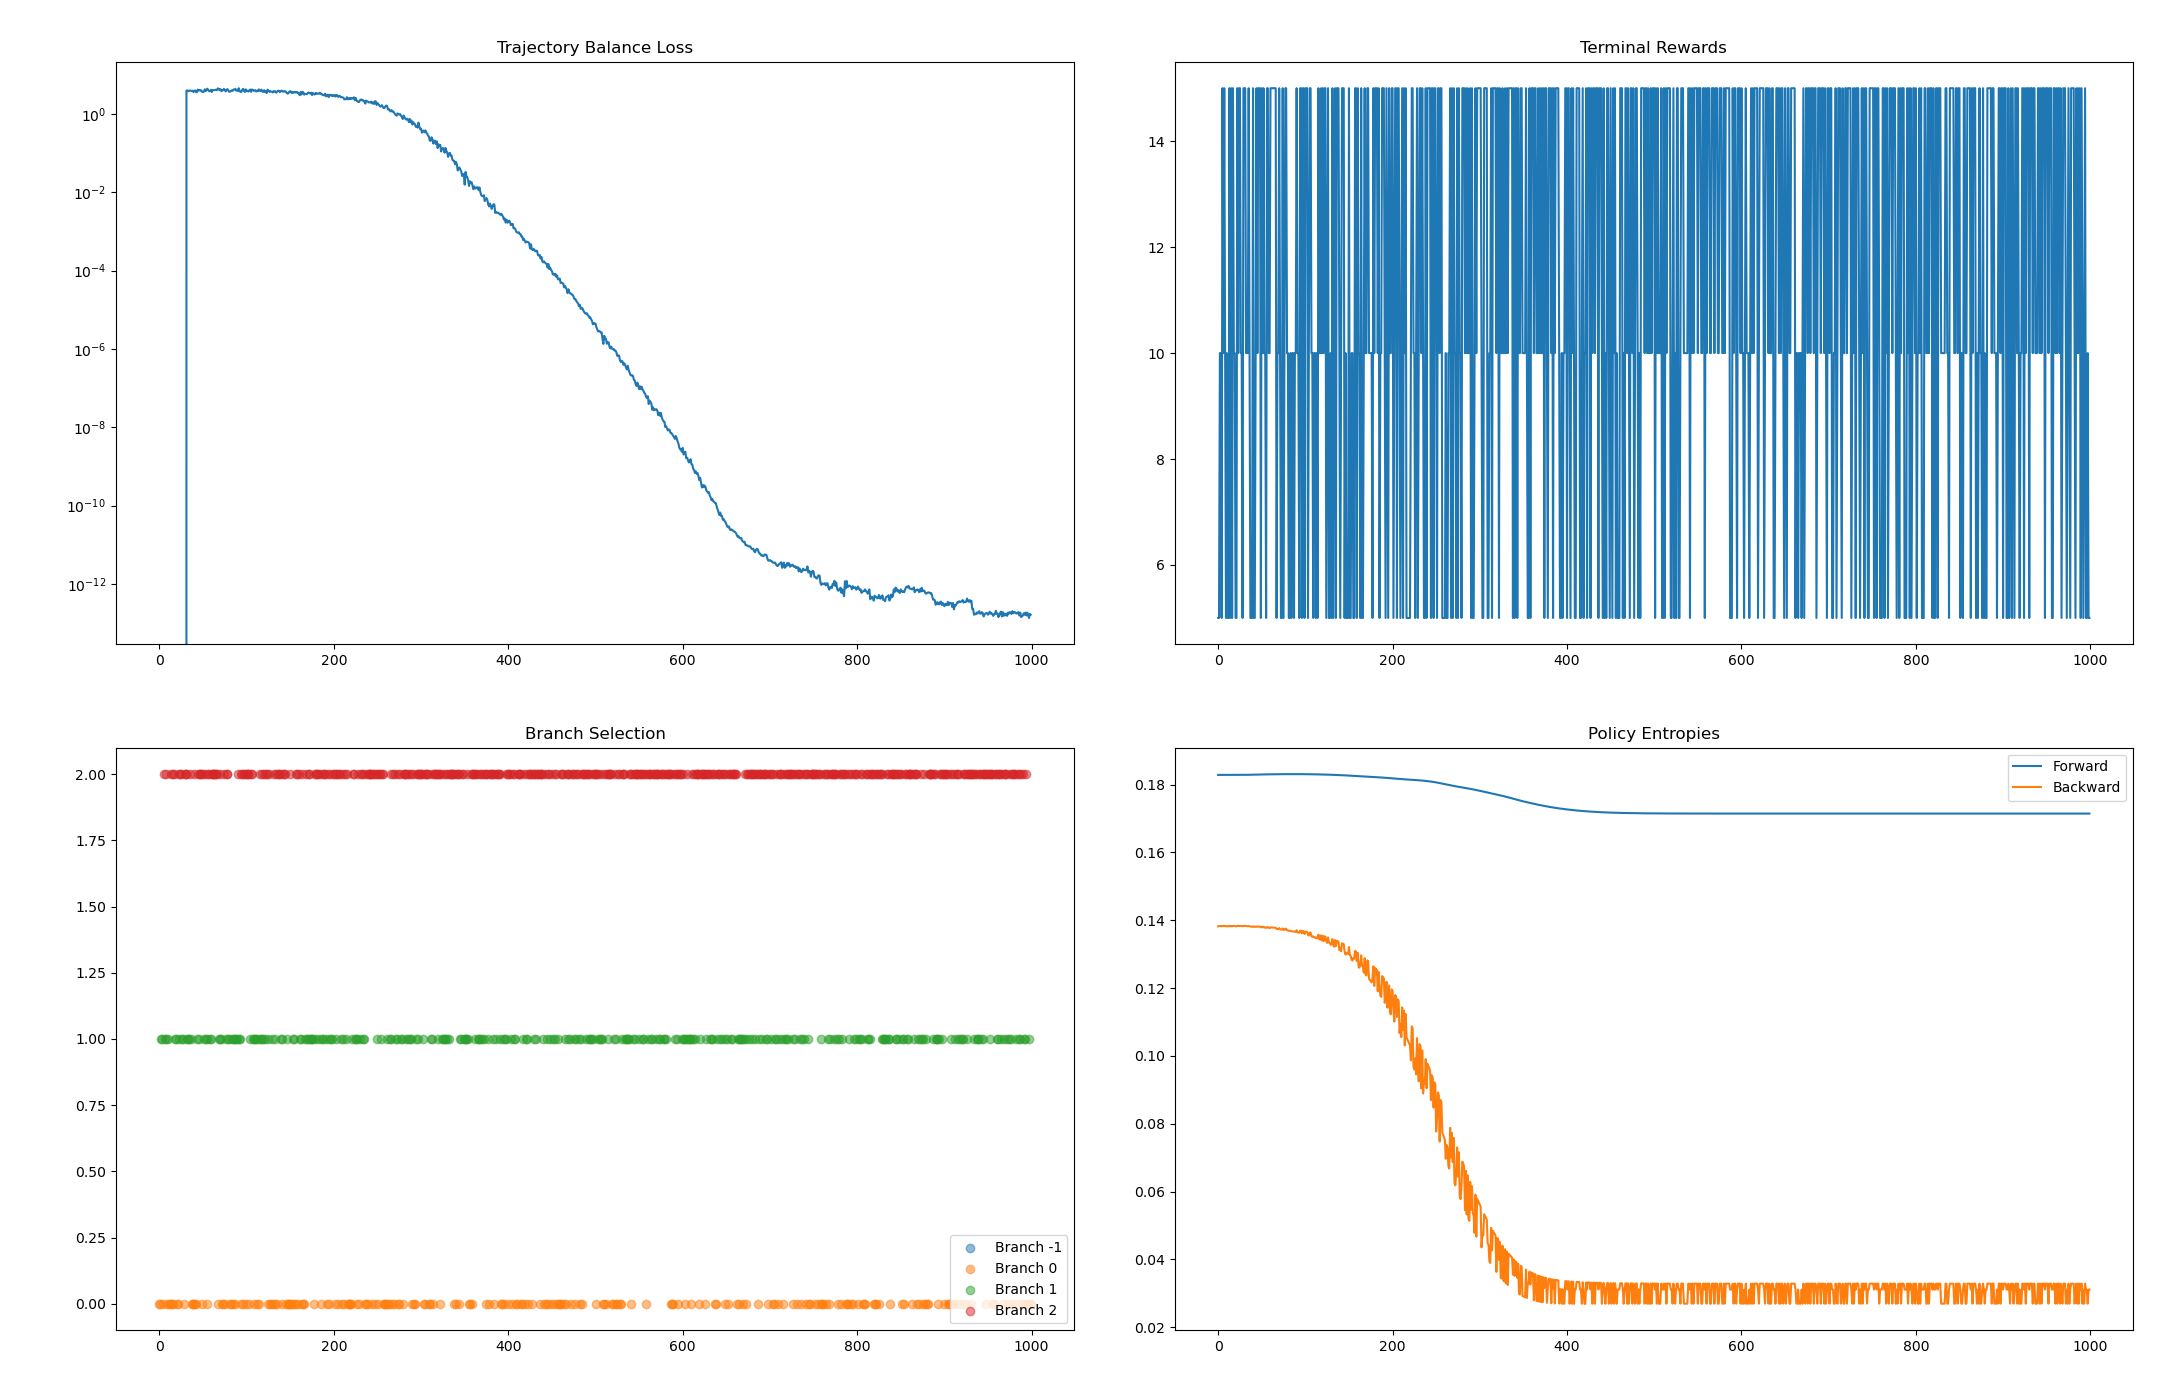 Trajectory Balance Loss
10⁰
10⁻²
10⁻⁴
10⁻⁶
10⁻⁸
10⁻¹⁰
10⁻¹²
0 200 400 600 800 1000
Terminal Rewards
14
12
10
8
6
0 200 400 600 800 1000
Branch Selection
2.00
1.75
1.50
1.25
1.00
0.75
0.50
0.25
0.00
Branch -1
Branch 0
Branch 1
Branch 2
0 200 400 600 800 1000
Policy Entropies
Forward
Backward
0.18
0.16
0.14
0.12
0.10
0.08
0.06
0.04
0.02
0 200 400 600 800 1000